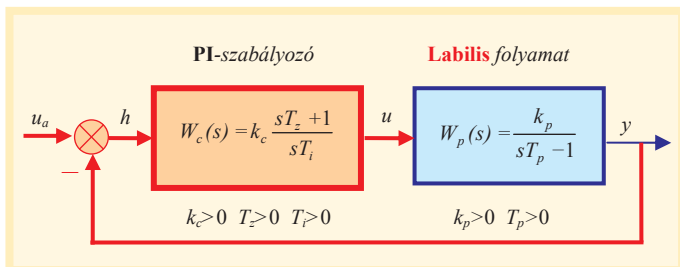 PI-szabályozó
Labilis folyamat
uₐ h W_c(s) = k_c (sT_z +1)/(sT_i) u W_p(s) = k_p/(sT_p −1) y
−
k_c>0 T_z>0 T_i>0 k_p>0 T_p>0